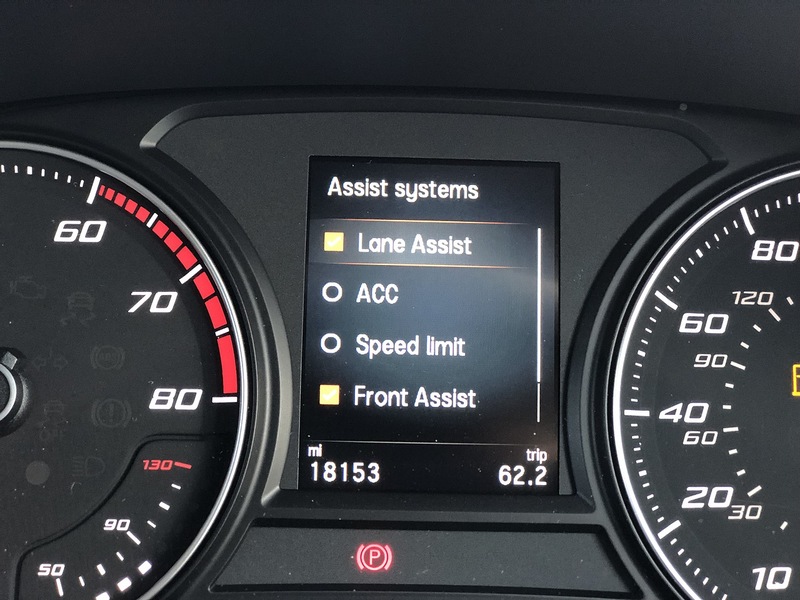 Assist systems
Lane Assist
ACC
Speed limit
Front Assist
mi
trip
18153
62.2
60
70
80
130
90
50
80
120
60
90
40
60
20
30
10
P